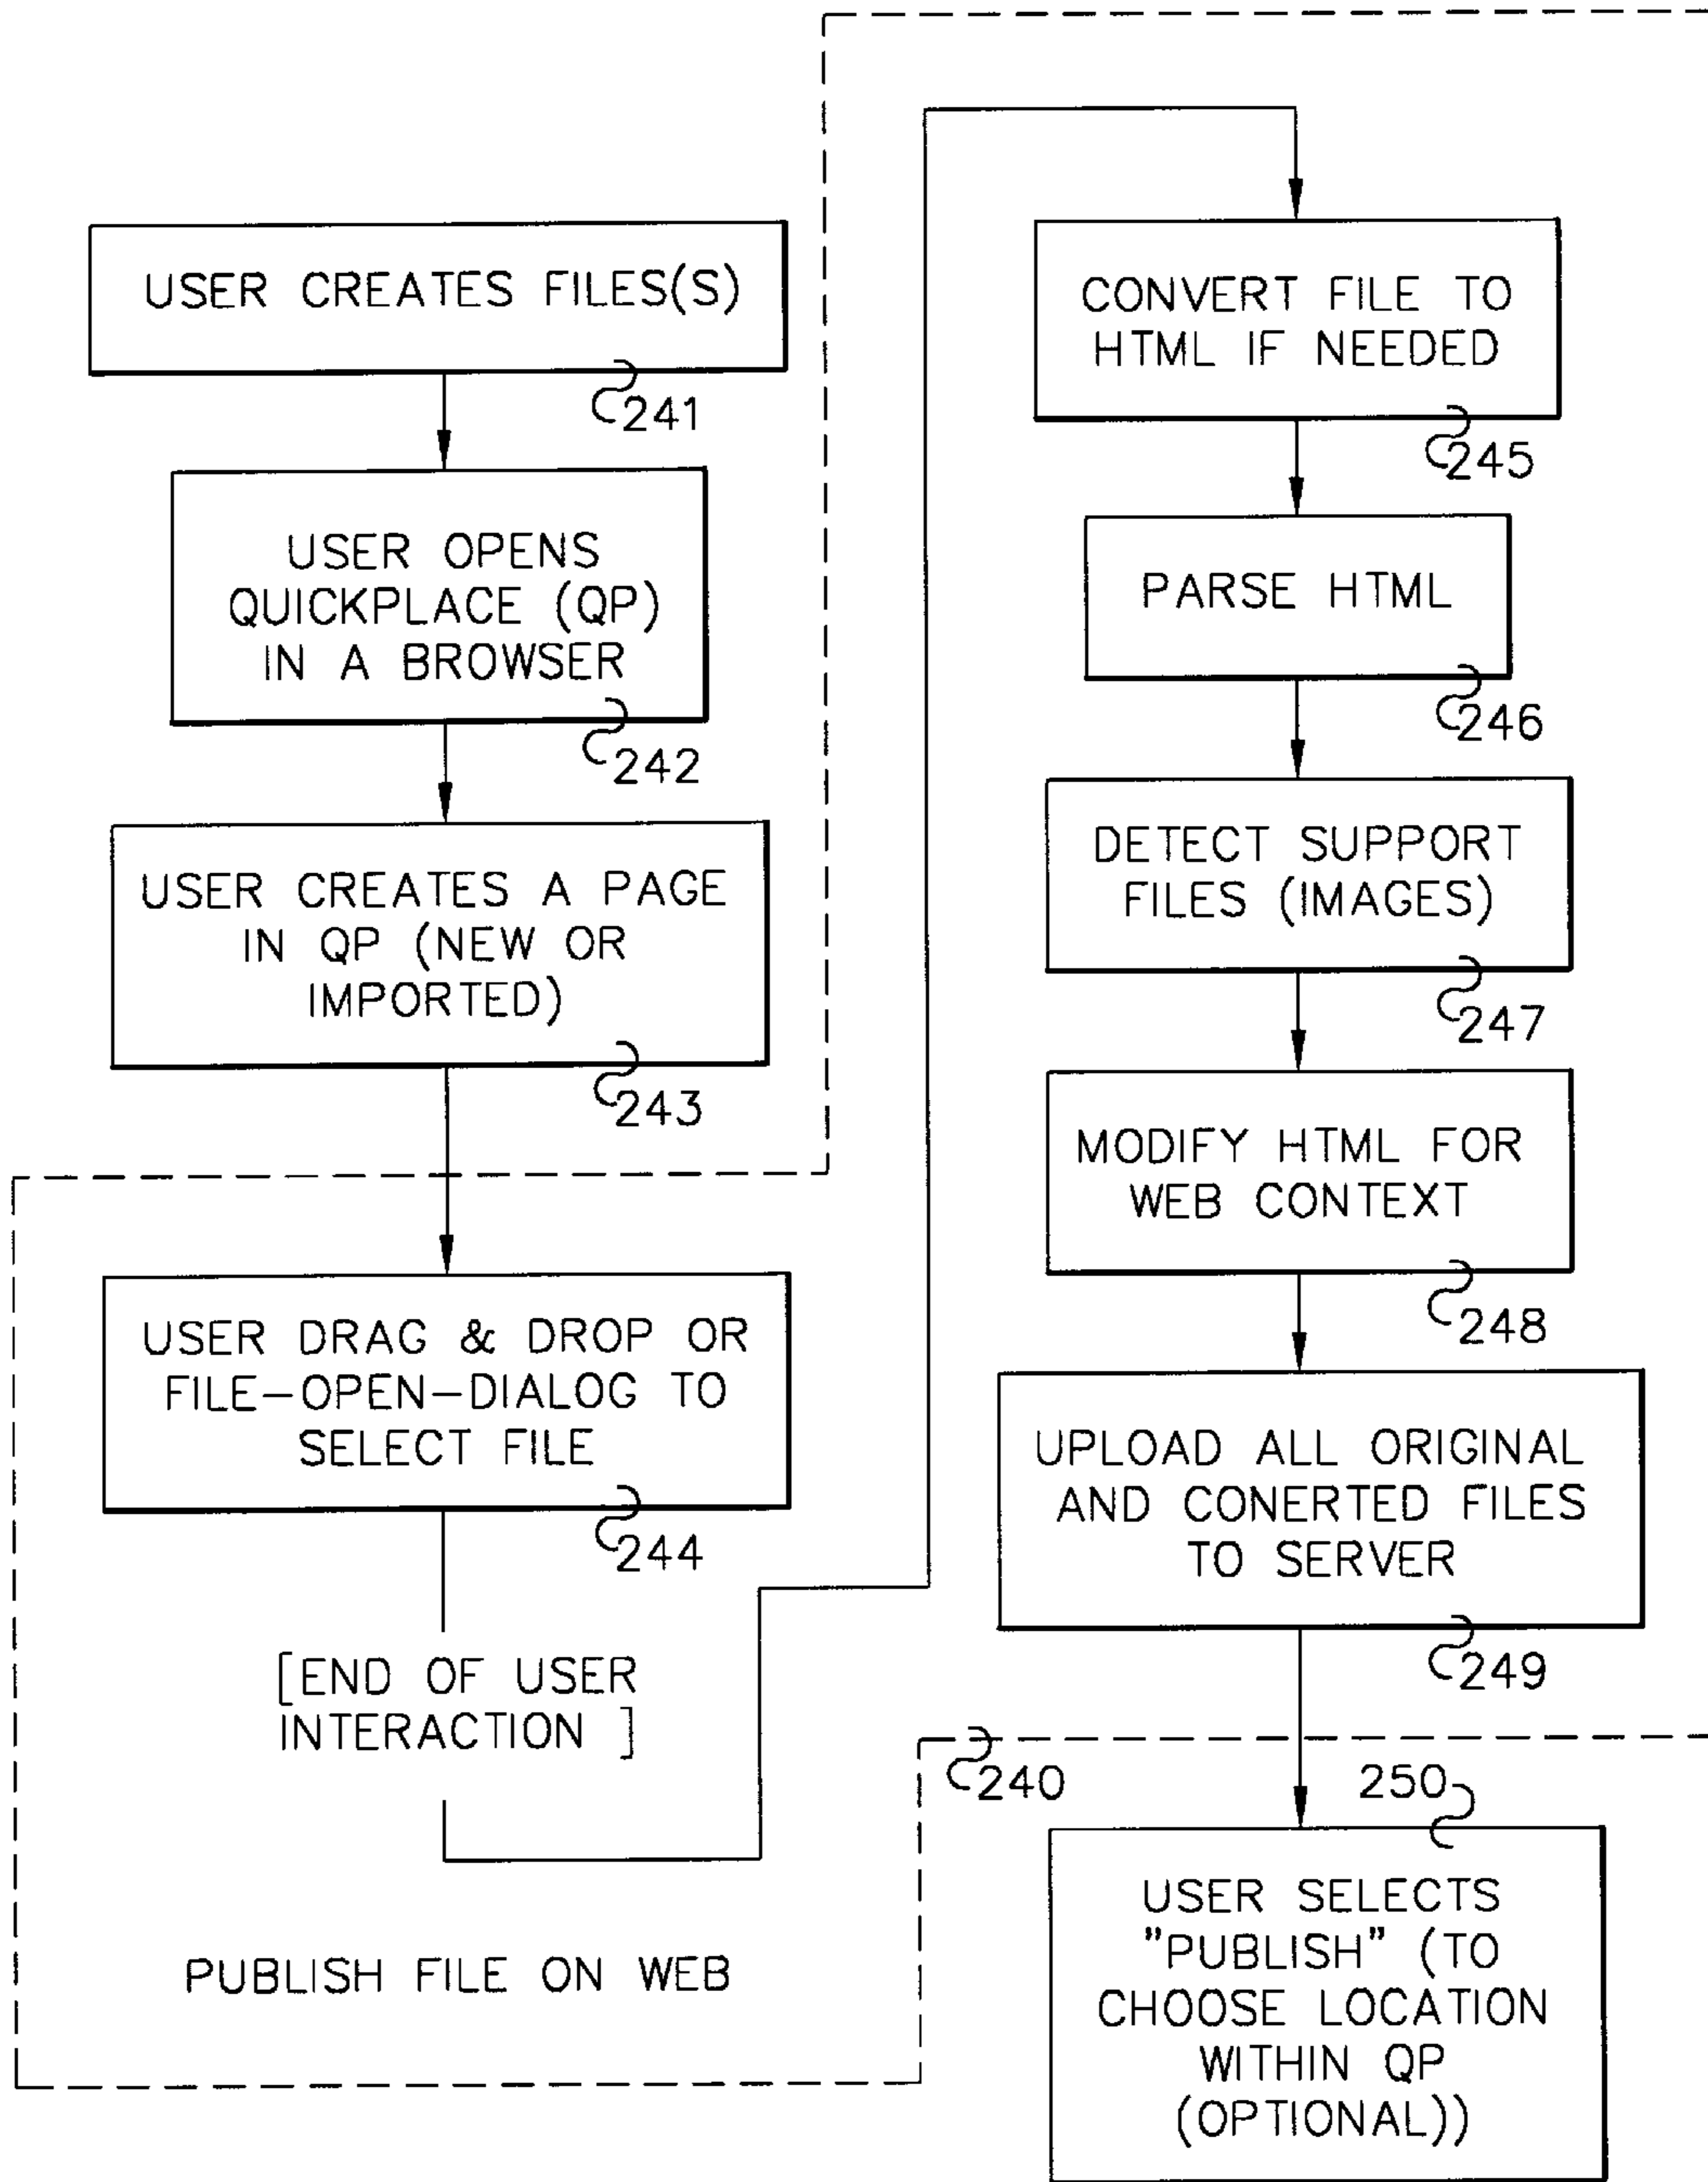 USER CREATES FILES(S)
241
USER OPENS
QUICKPLACE (QP)
IN A BROWSER
242
USER CREATES A PAGE
IN QP (NEW OR
IMPORTED)
243
USER DRAG & DROP OR
FILE-OPEN-DIALOG TO
SELECT FILE
244
[END OF USER
INTERACTION ]
PUBLISH FILE ON WEB
CONVERT FILE TO
HTML IF NEEDED
245
PARSE HTML
246
DETECT SUPPORT
FILES (IMAGES)
247
MODIFY HTML FOR
WEB CONTEXT
248
UPLOAD ALL ORIGINAL
AND CONERTED FILES
TO SERVER
249
240
250
USER SELECTS
"PUBLISH" (TO
CHOOSE LOCATION
WITHIN QP
(OPTIONAL))